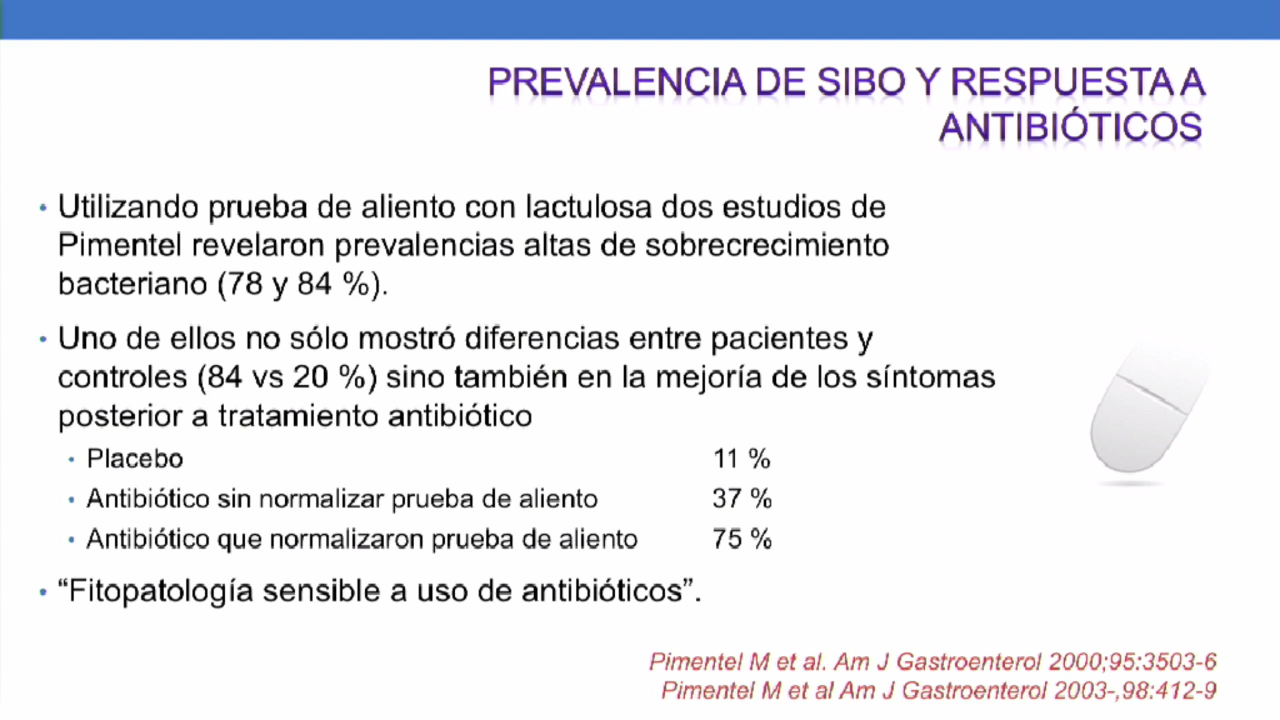 PREVALENCIA DE SIBO Y RESPUESTA A
ANTIBIÓTICOS
• Utilizando prueba de aliento con lactulosa dos estudios de
Pimentel revelaron prevalencias altas de sobrecrecimiento
bacteriano (78 y 84 %).
• Uno de ellos no sólo mostró diferencias entre pacientes y
controles (84 vs 20 %) sino también en la mejoría de los síntomas
posterior a tratamiento antibiótico
• Placebo 11 %
• Antibiótico sin normalizar prueba de aliento 37 %
• Antibiótico que normalizaron prueba de aliento 75 %
• “Fitopatología sensible a uso de antibióticos”.
Pimentel M et al. Am J Gastroenterol 2000;95:3503-6
Pimentel M et al Am J Gastroenterol 2003-,98:412-9